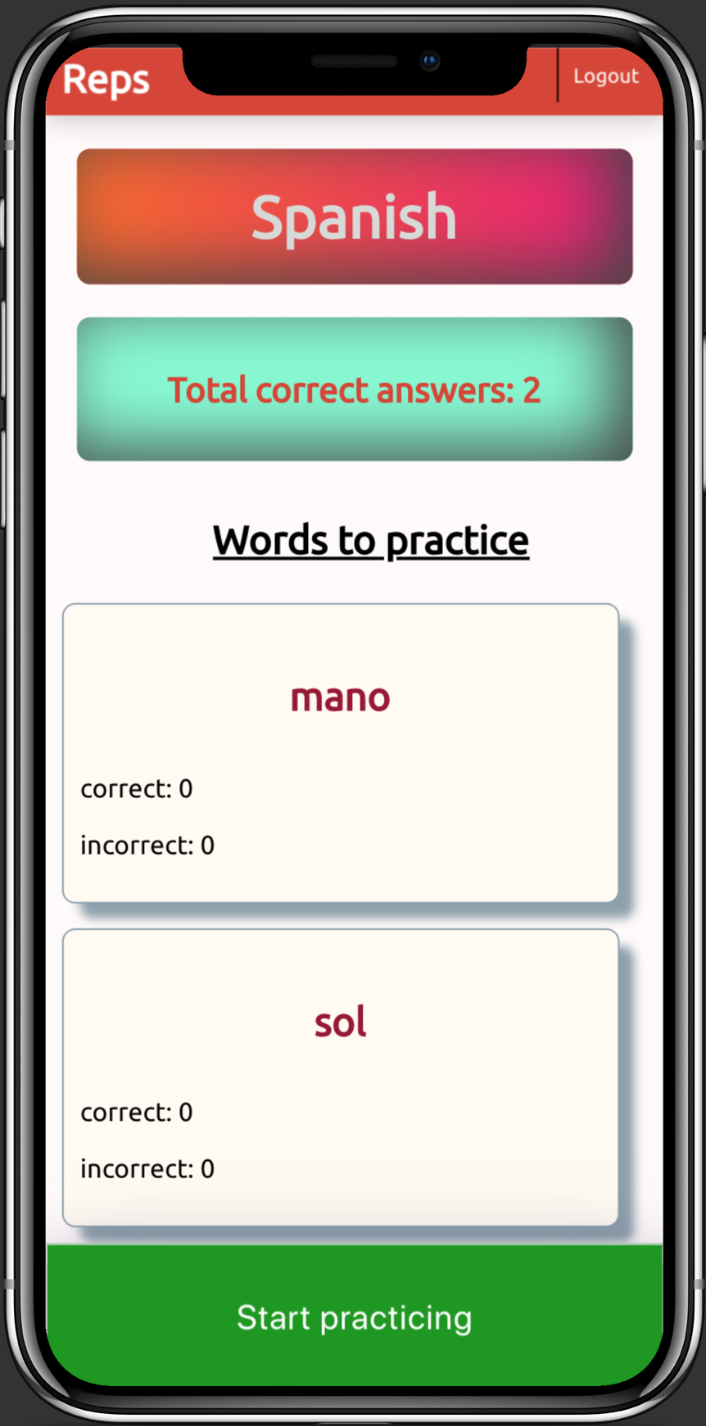 Reps
Logout
Spanish
Total correct answers: 2
Words to practice
mano
correct: 0
incorrect: 0
sol
correct: 0
incorrect: 0
Start practicing